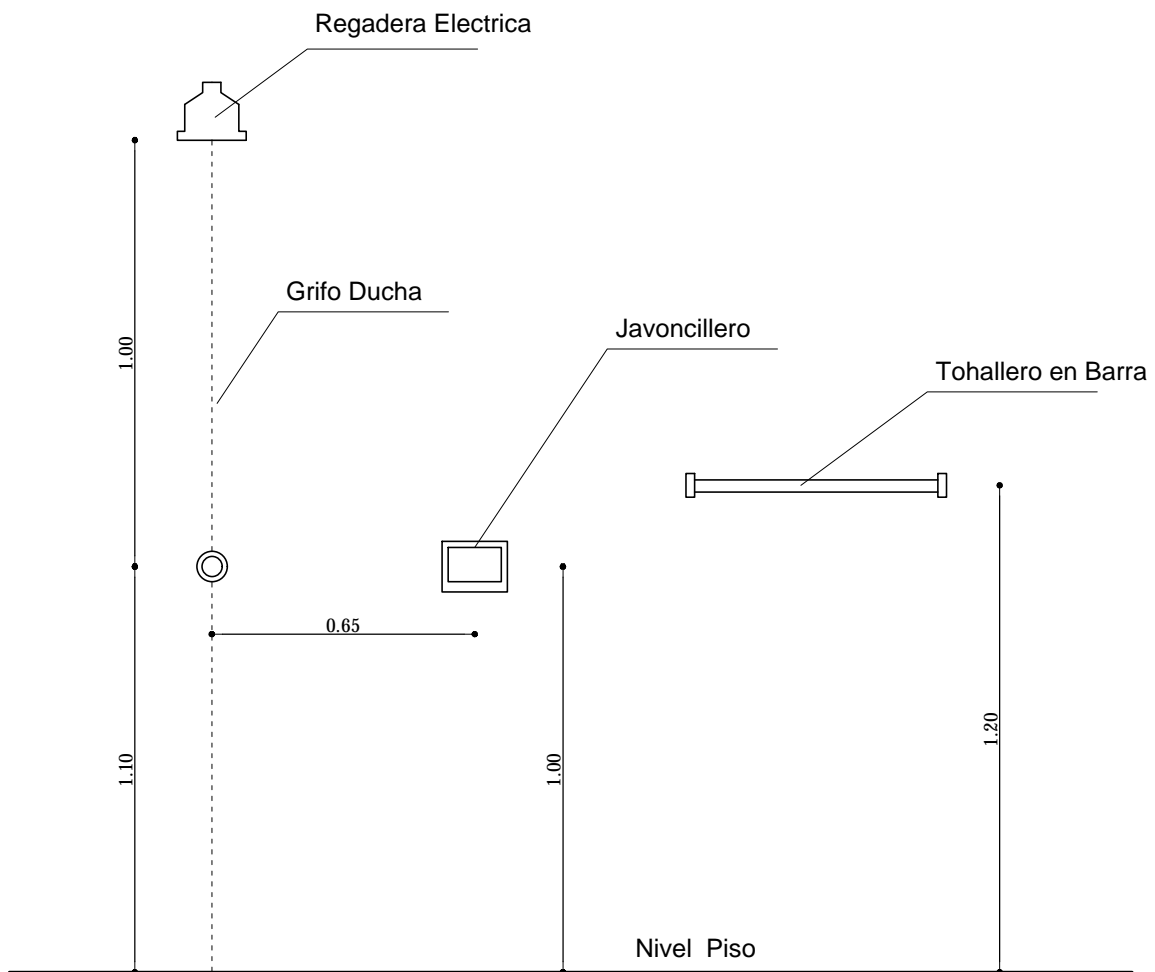 Regadera Electrica
Grifo Ducha
Javoncillero
1.00
Tohallero en Barra
0.65
1.10
1.00
1.20
Nivel Piso